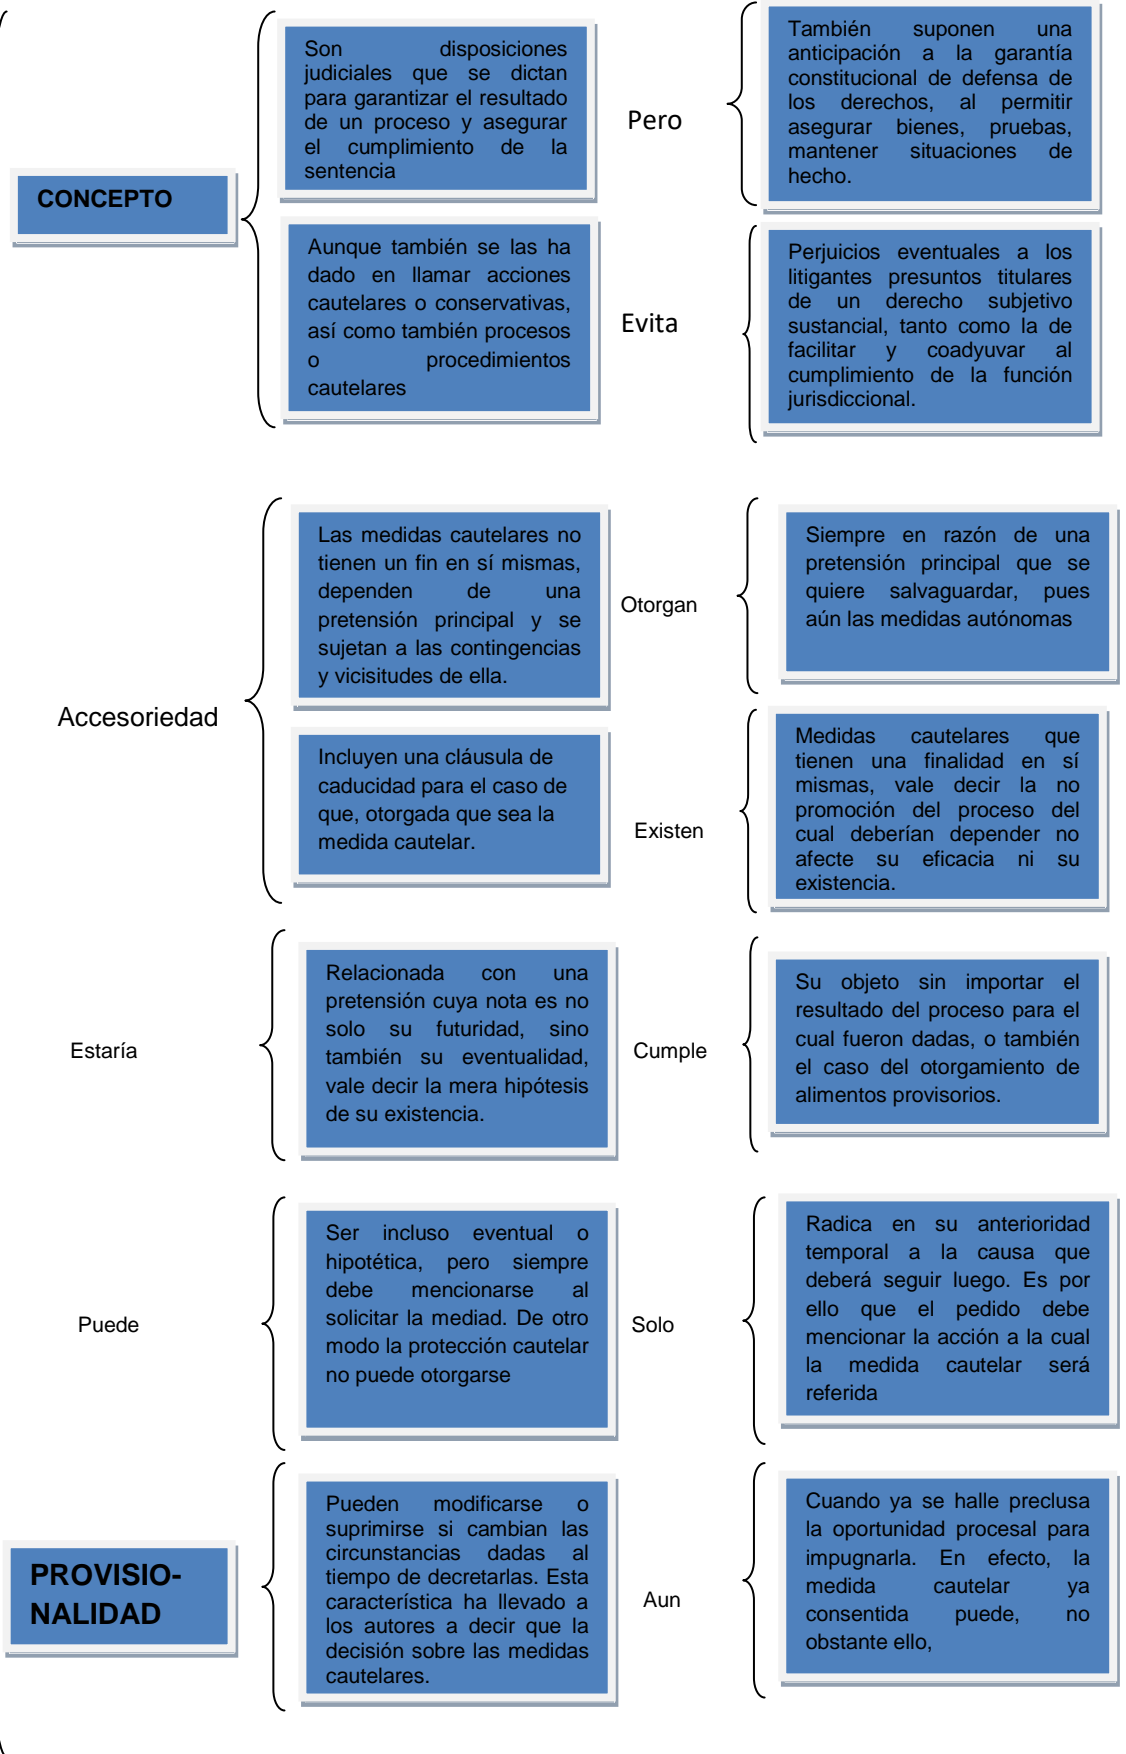 CONCEPTO
Son disposiciones
judiciales que se dictan
para garantizar el resultado
de un proceso y asegurar
el cumplimiento de la
sentencia
Pero
También suponen una
anticipación a la garantía
constitucional de defensa de
los derechos, al permitir
asegurar bienes, pruebas,
mantener situaciones de
hecho.
Aunque también se las ha
dado en llamar acciones
cautelares o conservativas,
así como también procesos
o procedimientos
cautelares
Evita
Perjuicios eventuales a los
litigantes presuntos titulares
de un derecho subjetivo
sustancial, tanto como la de
facilitar y coadyuvar al
cumplimiento de la función
jurisdiccional.
Accesoriedad
Las medidas cautelares no
tienen un fin en sí mismas,
dependen de una
pretensión principal y se
sujetan a las contingencias
y vicisitudes de ella.
Otorgan
Siempre en razón de una
pretensión principal que se
quiere salvaguardar, pues
aún las medidas autónomas
Incluyen una cláusula de
caducidad para el caso de
que, otorgada que sea la
medida cautelar.
Existen
Medidas cautelares que
tienen una finalidad en sí
mismas, vale decir la no
promoción del proceso del
cual deberían depender no
afecte su eficacia ni su
existencia.
Estaría
Relacionada con una
pretensión cuya nota es no
solo su futuridad, sino
también su eventualidad,
vale decir la mera hipótesis
de su existencia.
Cumple
Su objeto sin importar el
resultado del proceso para el
cual fueron dadas, o también
el caso del otorgamiento de
alimentos provisorios.
Puede
Ser incluso eventual o
hipotética, pero siempre
debe mencionarse al
solicitar la mediad. De otro
modo la protección cautelar
no puede otorgarse
Solo
Radica en su anterioridad
temporal a la causa que
deberá seguir luego. Es por
ello que el pedido debe
mencionar la acción a la cual
la medida cautelar será
referida
PROVISIO-
NALIDAD
Pueden modificarse o
suprimirse si cambian las
circunstancias dadas al
tiempo de decretarlas. Esta
característica ha llevado a
los autores a decir que la
decisión sobre las medidas
cautelares.
Aun
Cuando ya se halle preclusa
la oportunidad procesal para
impugnarla. En efecto, la
medida cautelar ya
consentida puede, no
obstante ello,